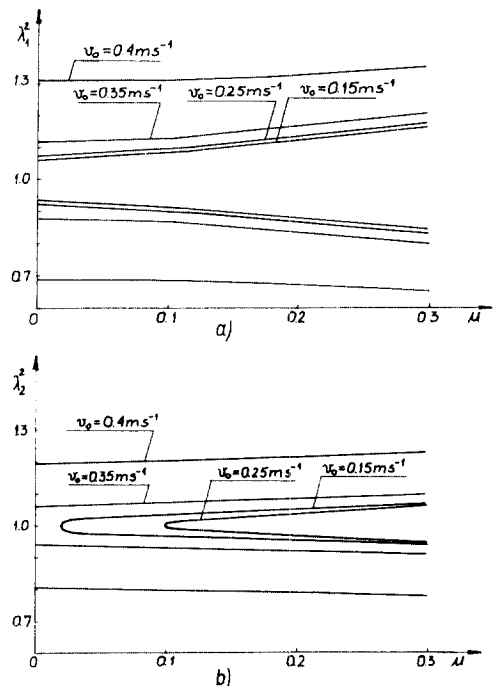 λ₁²
v₀=0.4ms⁻¹
1.3
v₀=0.35ms⁻¹ v₀=0.25ms⁻¹ v₀=0.15ms⁻¹
1.0
0.7
0 0.1 0.2 0.3 μ
a)
λ₂²
v₀=0.4ms⁻¹
1.3
v₀=0.35ms⁻¹ v₀=0.25ms⁻¹ v₀=0.15ms⁻¹
1.0
0.7
0 0.1 0.2 0.3 μ
b)